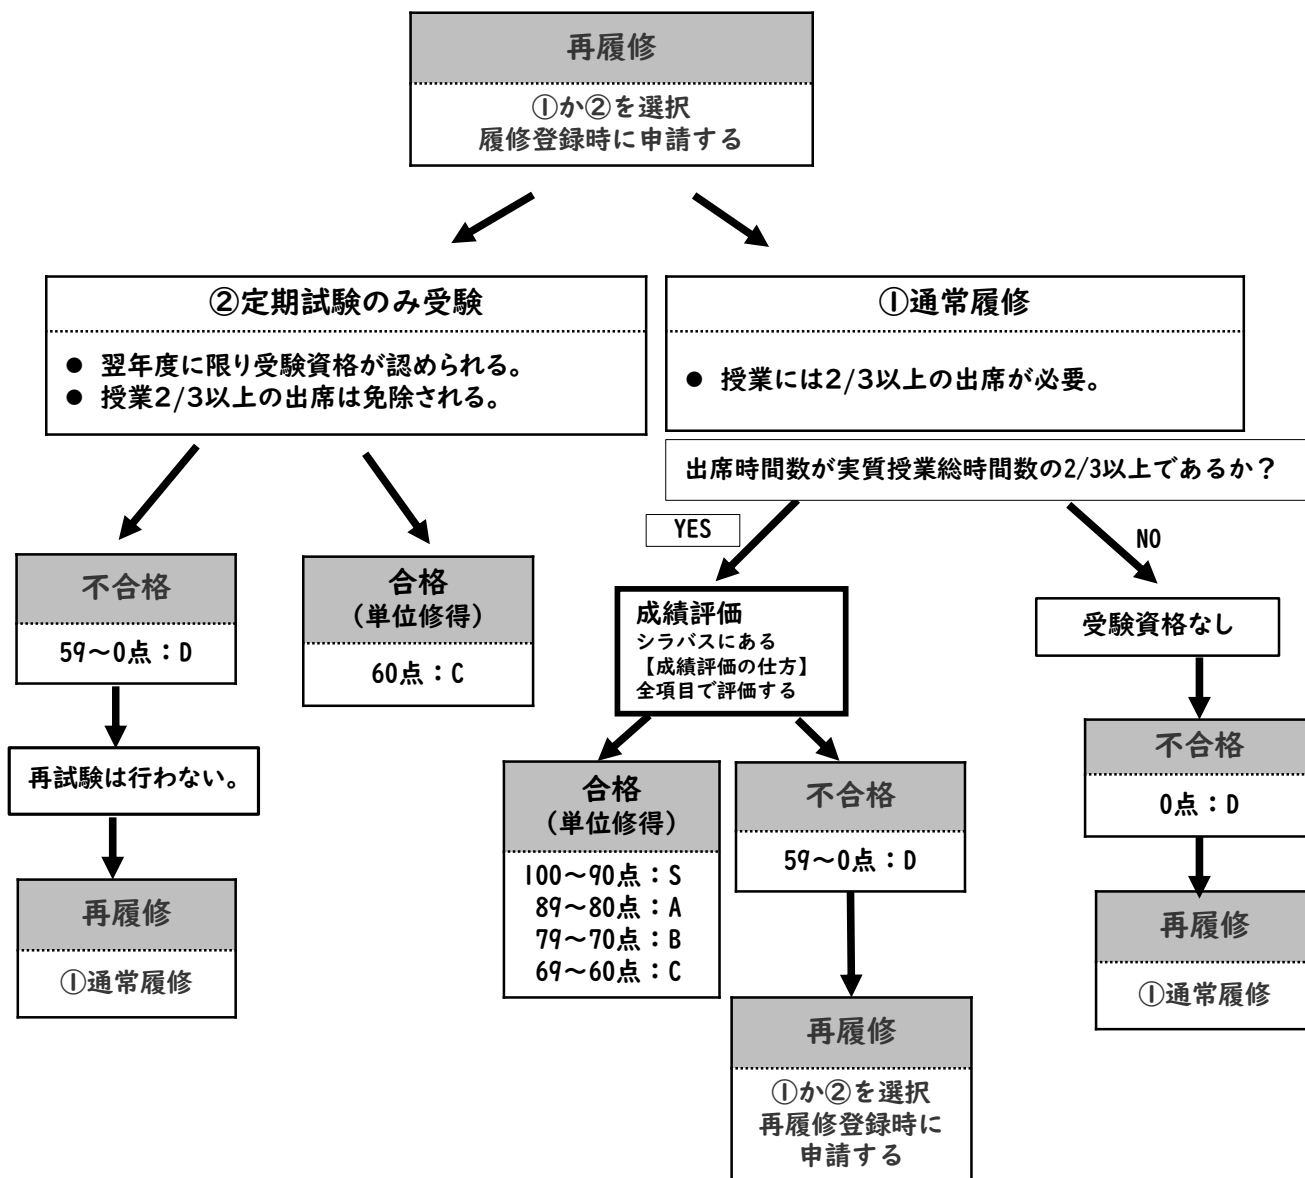 再履修
①か②を選択
履修登録時に申請する
②定期試験のみ受験
● 翌年度に限り受験資格が認められる。
● 授業2/3以上の出席は免除される。
①通常履修
● 授業には2/3以上の出席が必要。
出席時間数が実質授業総時間数の2/3以上であるか？
YES
NO
不合格
59～0点：D
合格
（単位修得）
60点：C
成績評価
シラバスにある
【成績評価の仕方】
全項目で評価する
受験資格なし
再試験は行わない。
合格
（単位修得）
100～90点：S
89～80点：A
79～70点：B
69～60点：C
不合格
59～0点：D
不合格
0点：D
再履修
①通常履修
再履修
①か②を選択
再履修登録時に
申請する
再履修
①通常履修